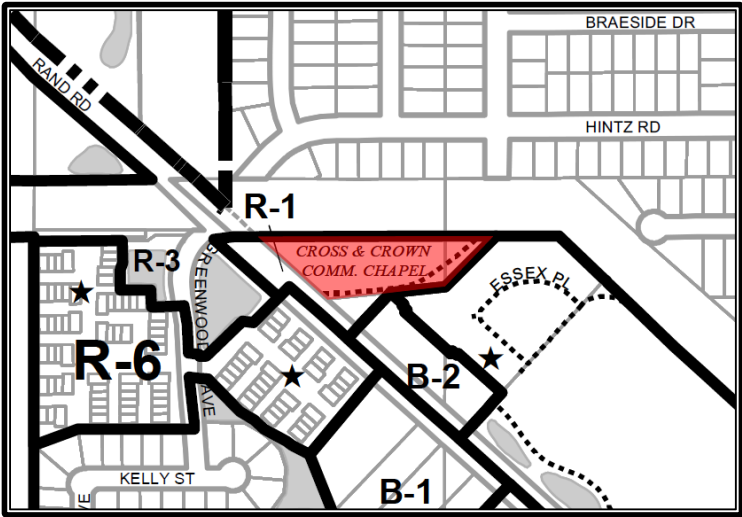 BRAESIDE DR
RAND RD
HINTZ RD
R-1
CROSS & CROWN
COMM. CHAPEL
R-3
GREENWOOD
AVE
ESSEX PL
R-6
B-2
KELLY ST
B-1
VE